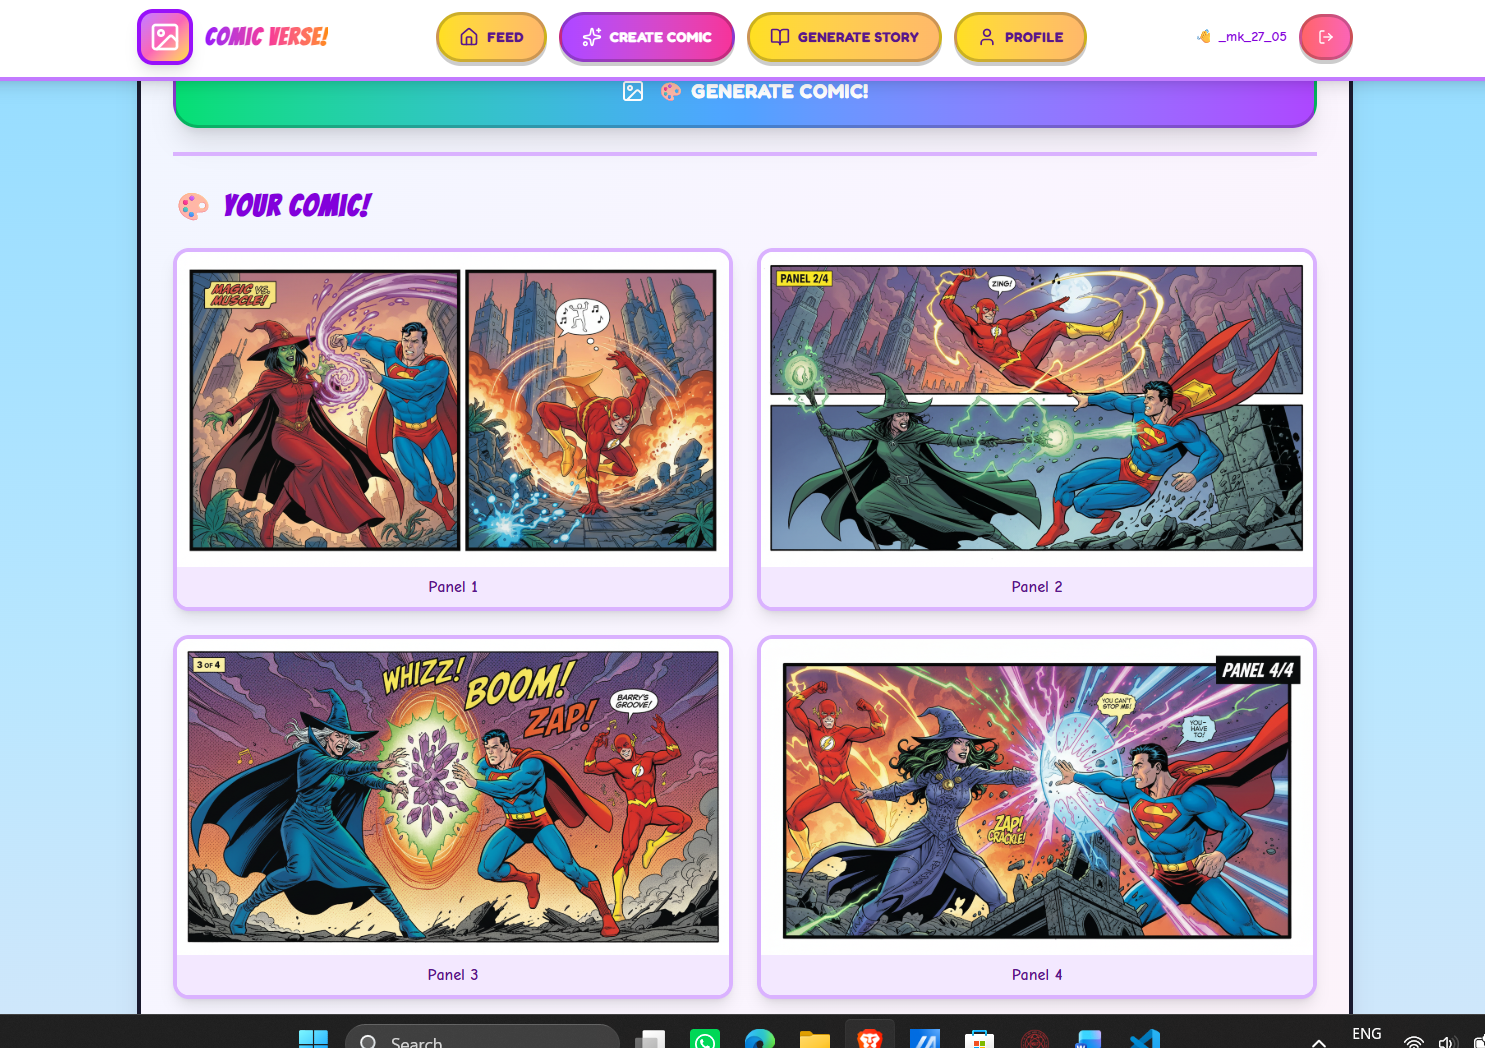 COMIC VERSE!
FEED
CREATE COMIC
GENERATE STORY
PROFILE
_mk_27_05
GENERATE COMIC!
YOUR COMIC!
MAGIC VS.
MUSCLE!
Panel 1
PANEL 2/4
ZING!
Panel 2
3 OF 4
WHIZZ!
BOOM!
ZAP!
BARRY'S
GROOVE!
Panel 3
PANEL 4/4
YOU CAN'T
STOP ME!
YOU-
HAVE
TO!
ZAP!
CRACKLE!
Panel 4
Search
ENG